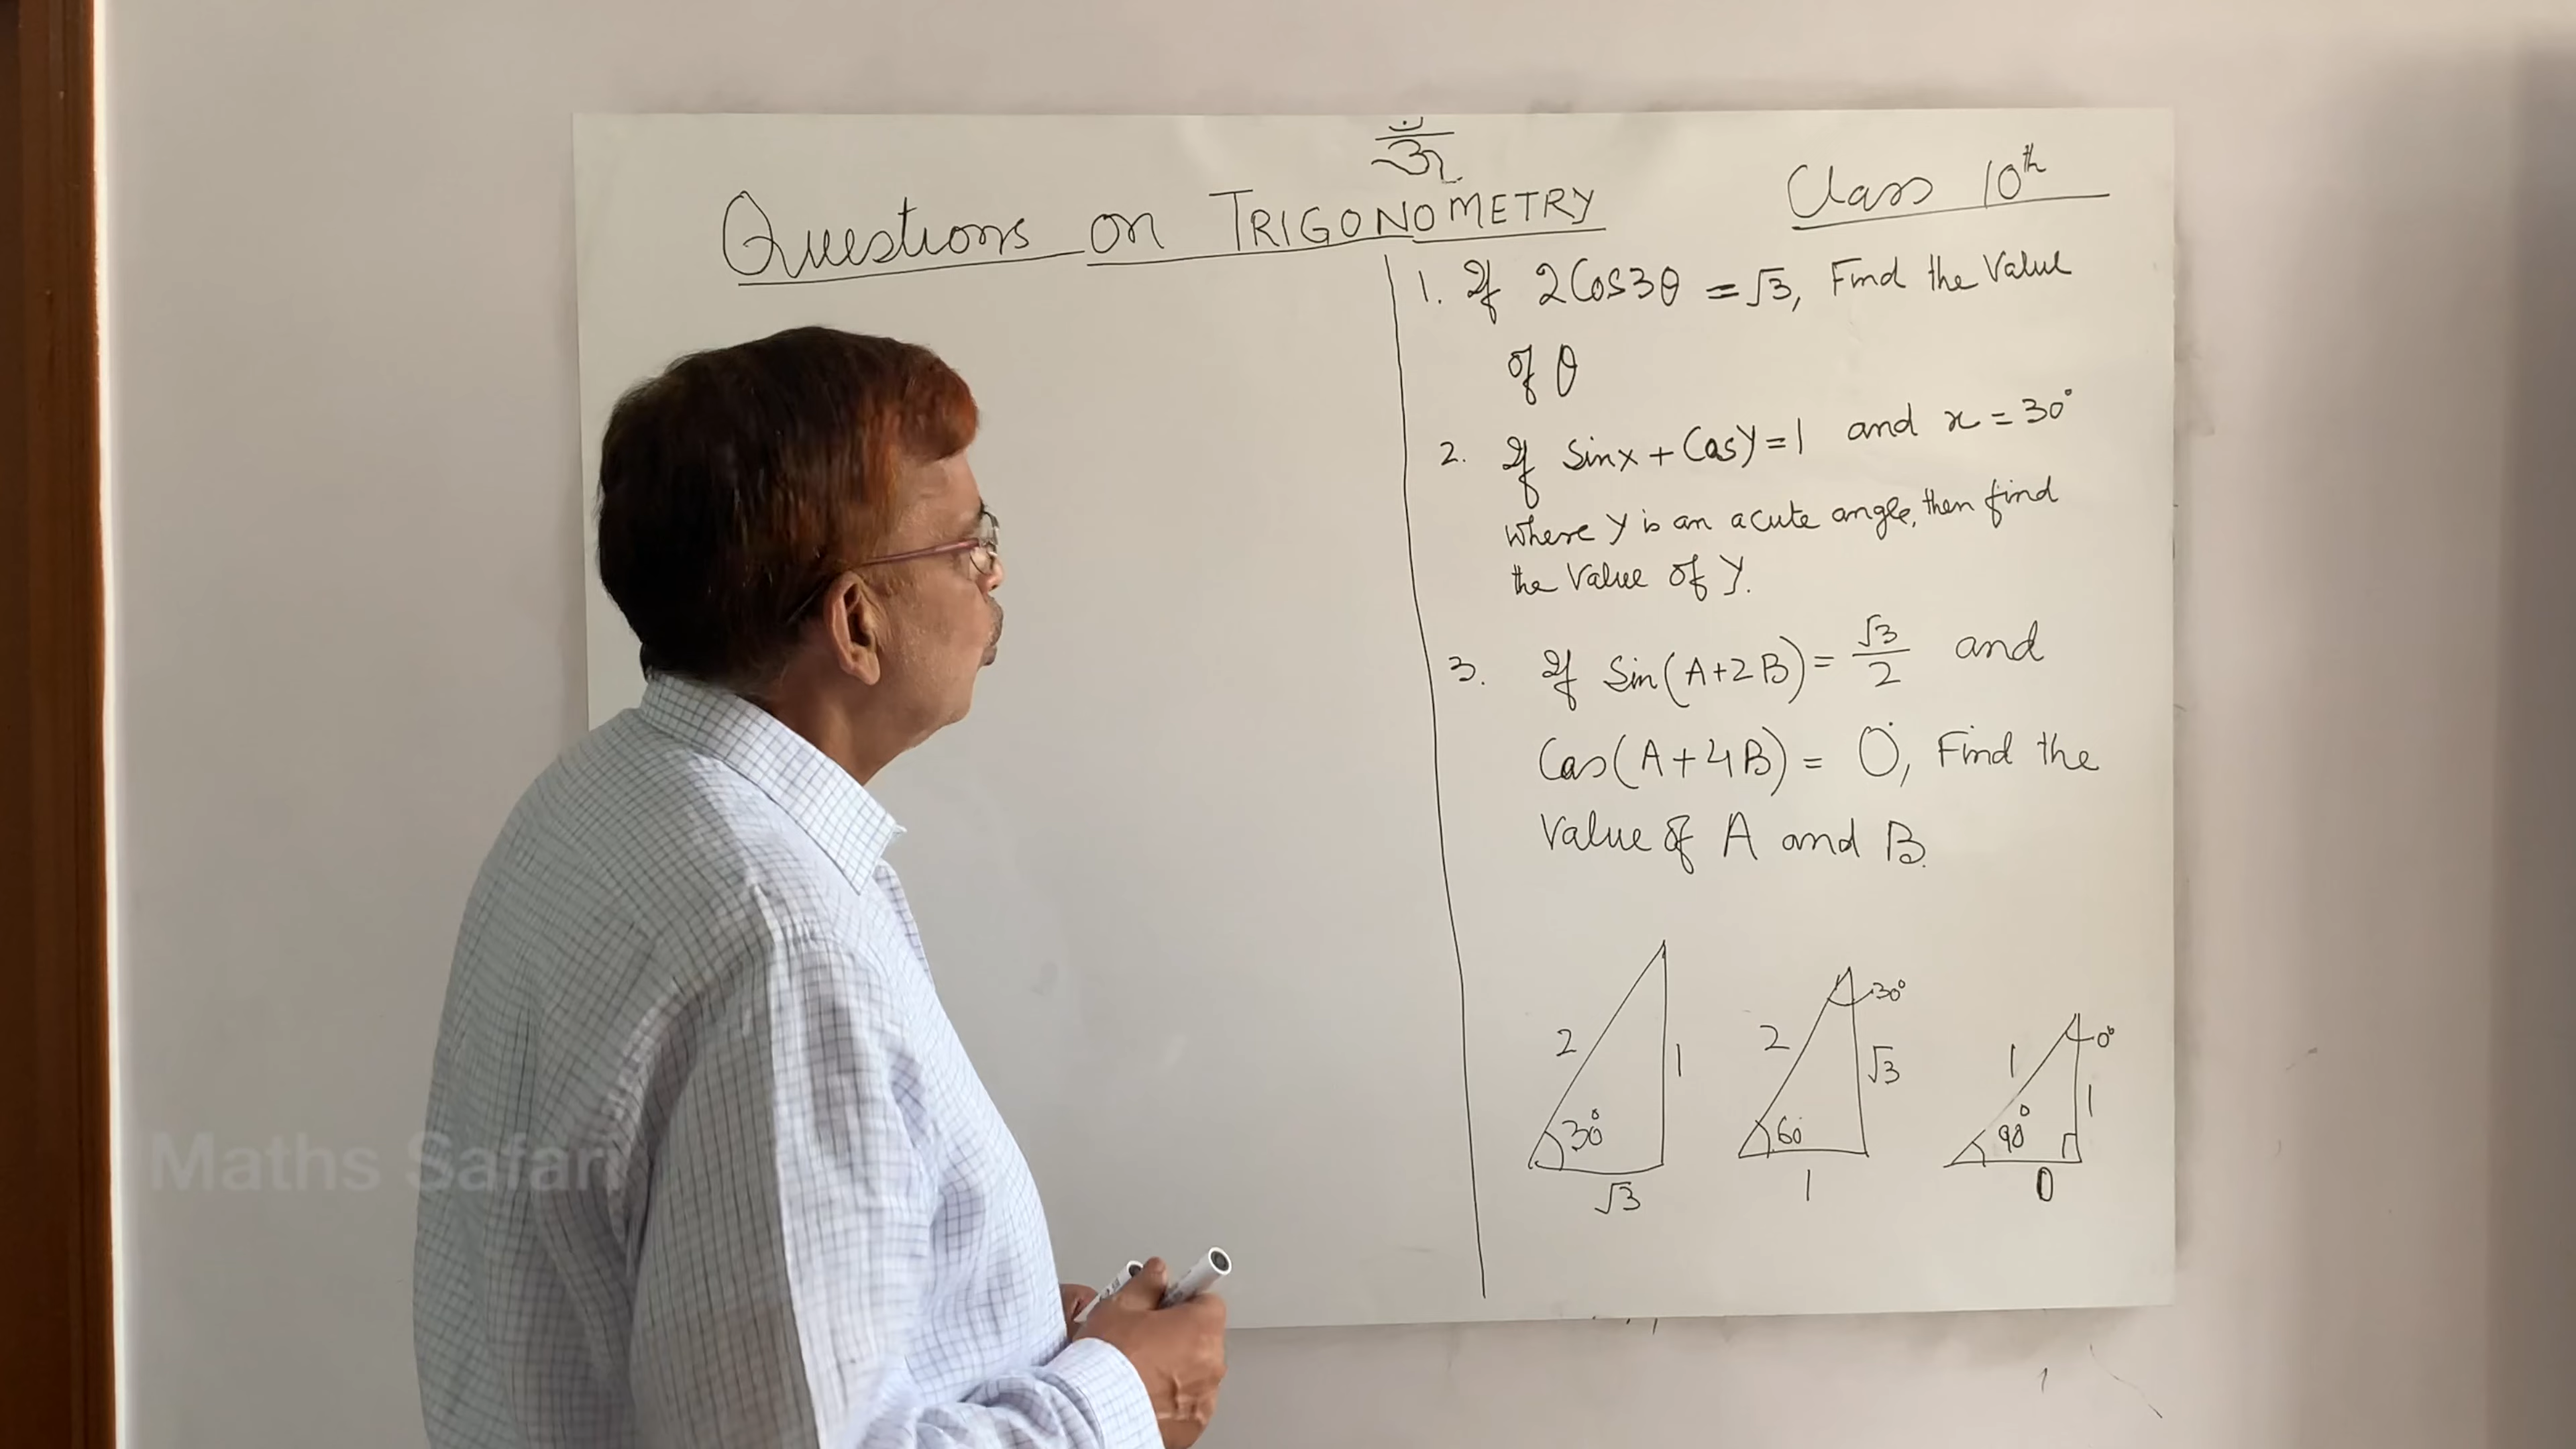 ॐ
Questions on TRIGONOMETRY
Class 10th
1. If 2Cos3θ = √3, Find the Value
of θ
2. If Sinx + Cosy = 1 and x = 30°
where y is an acute angle, then find
the Value of y.
3. If Sin(A+2B) = √3/2 and
Cos(A+4B) = 0, Find the
Value of A and B.
2 1 30° √3
2 30° √3 60° 1
1 0° 1 90° 0
Maths Safari